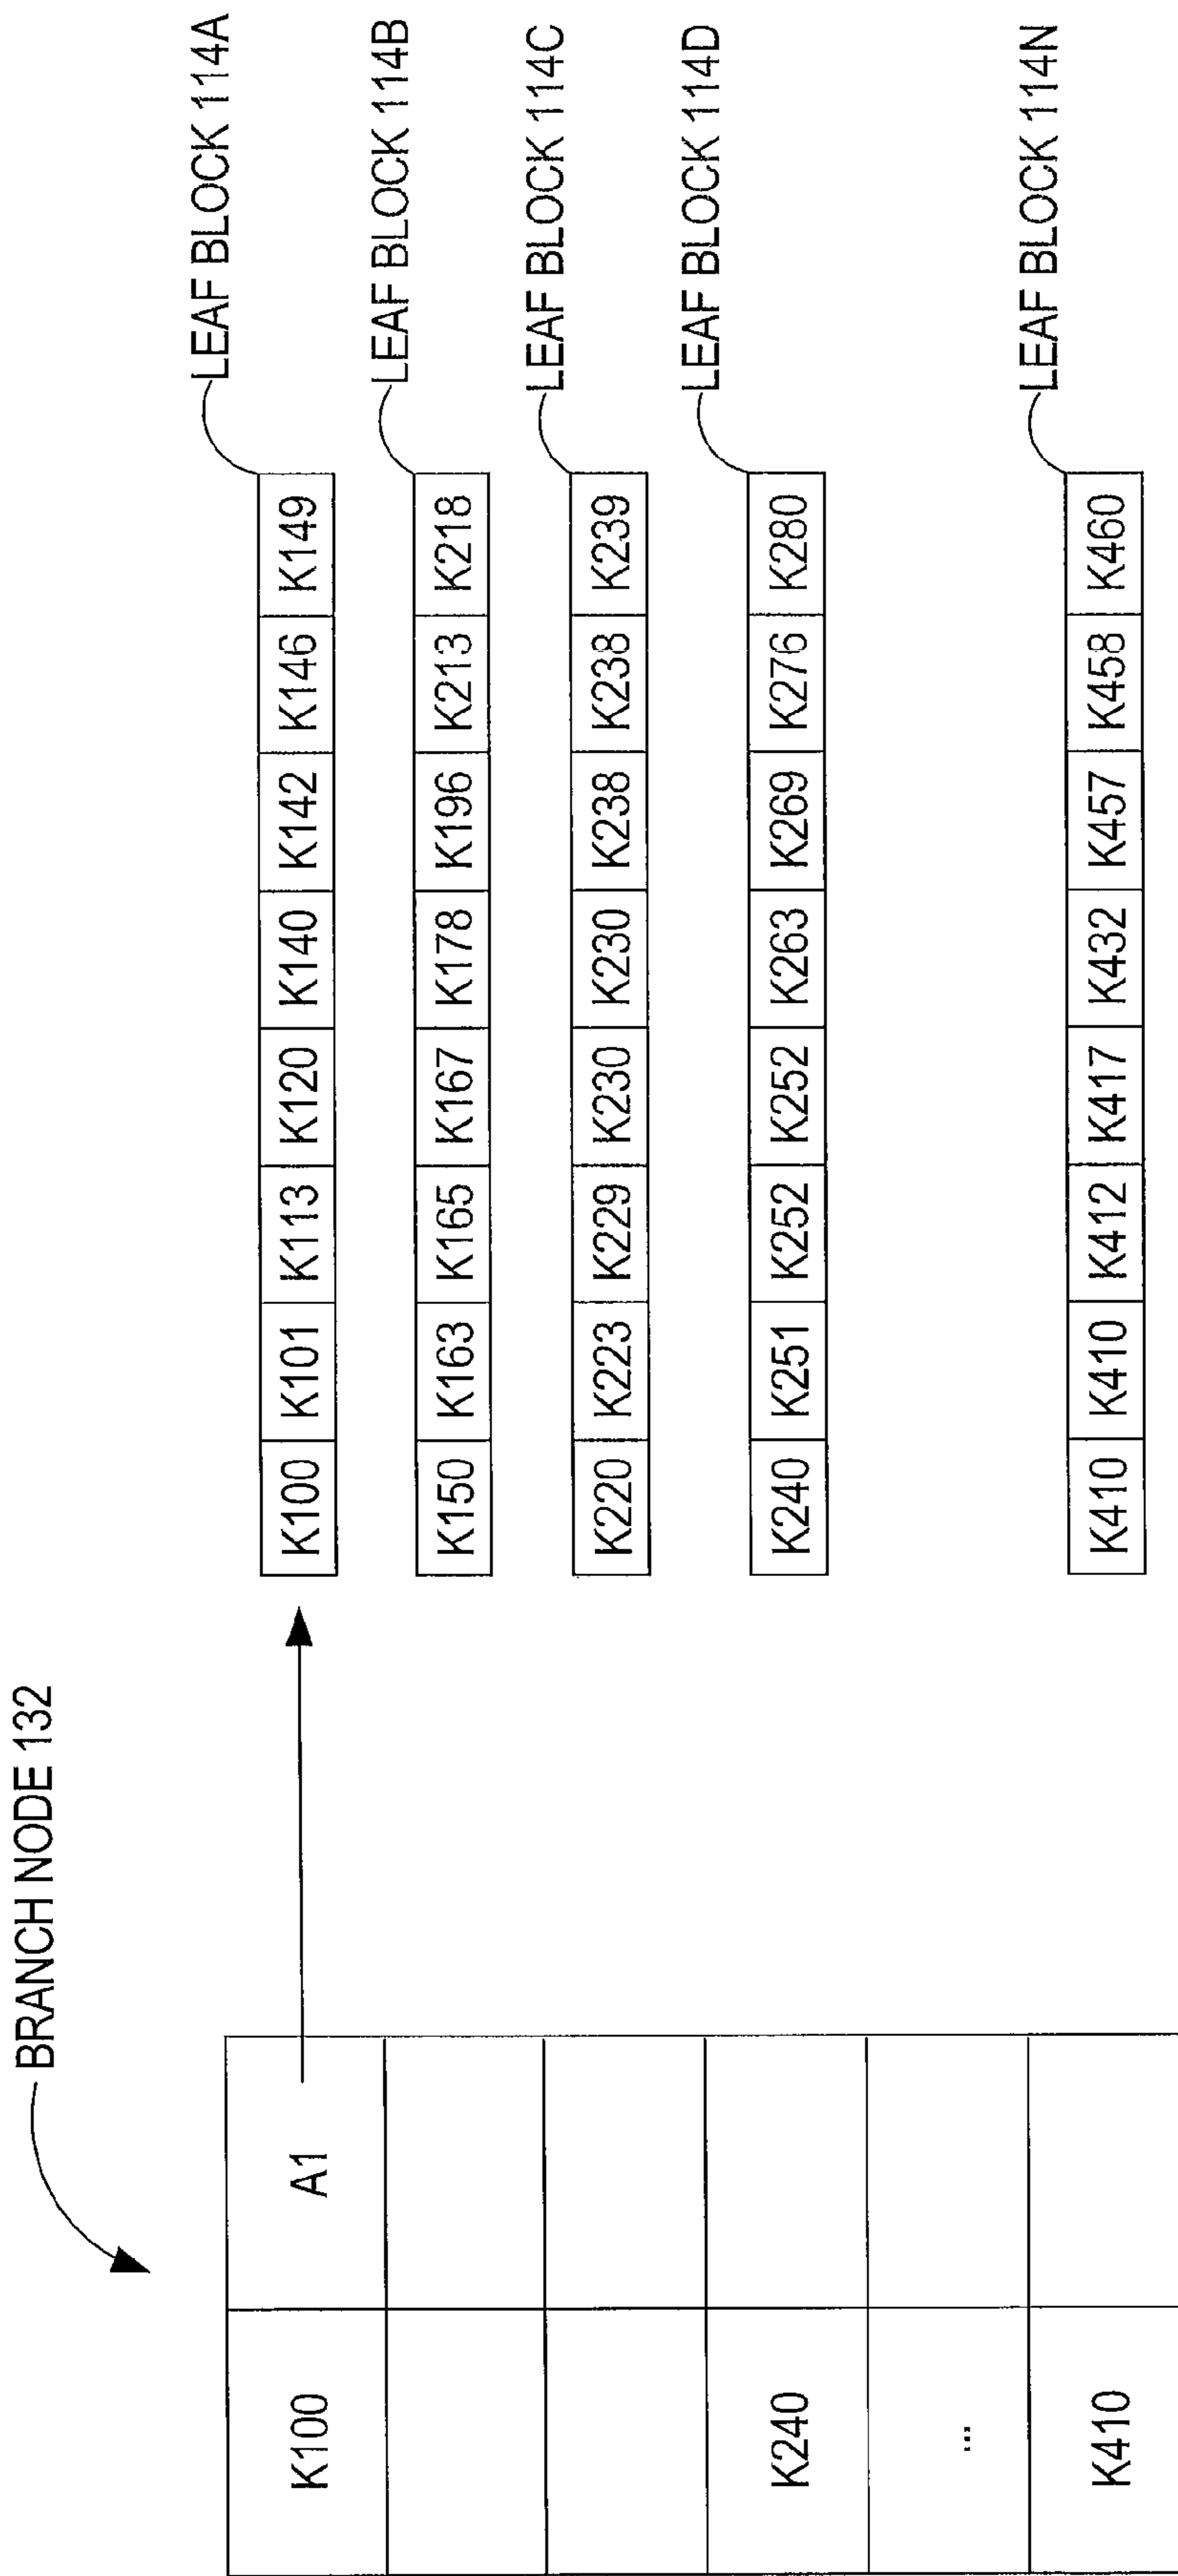 BRANCH NODE 132
K100 A1
K240
...
K410
K100 K101 K113 K120 K140 K142 K146 K149
LEAF BLOCK 114A
K150 K163 K165 K167 K178 K196 K213 K218
LEAF BLOCK 114B
K220 K223 K229 K230 K230 K238 K238 K239
LEAF BLOCK 114C
K240 K251 K252 K252 K263 K269 K276 K280
LEAF BLOCK 114D
K410 K410 K412 K417 K432 K457 K458 K460
LEAF BLOCK 114N